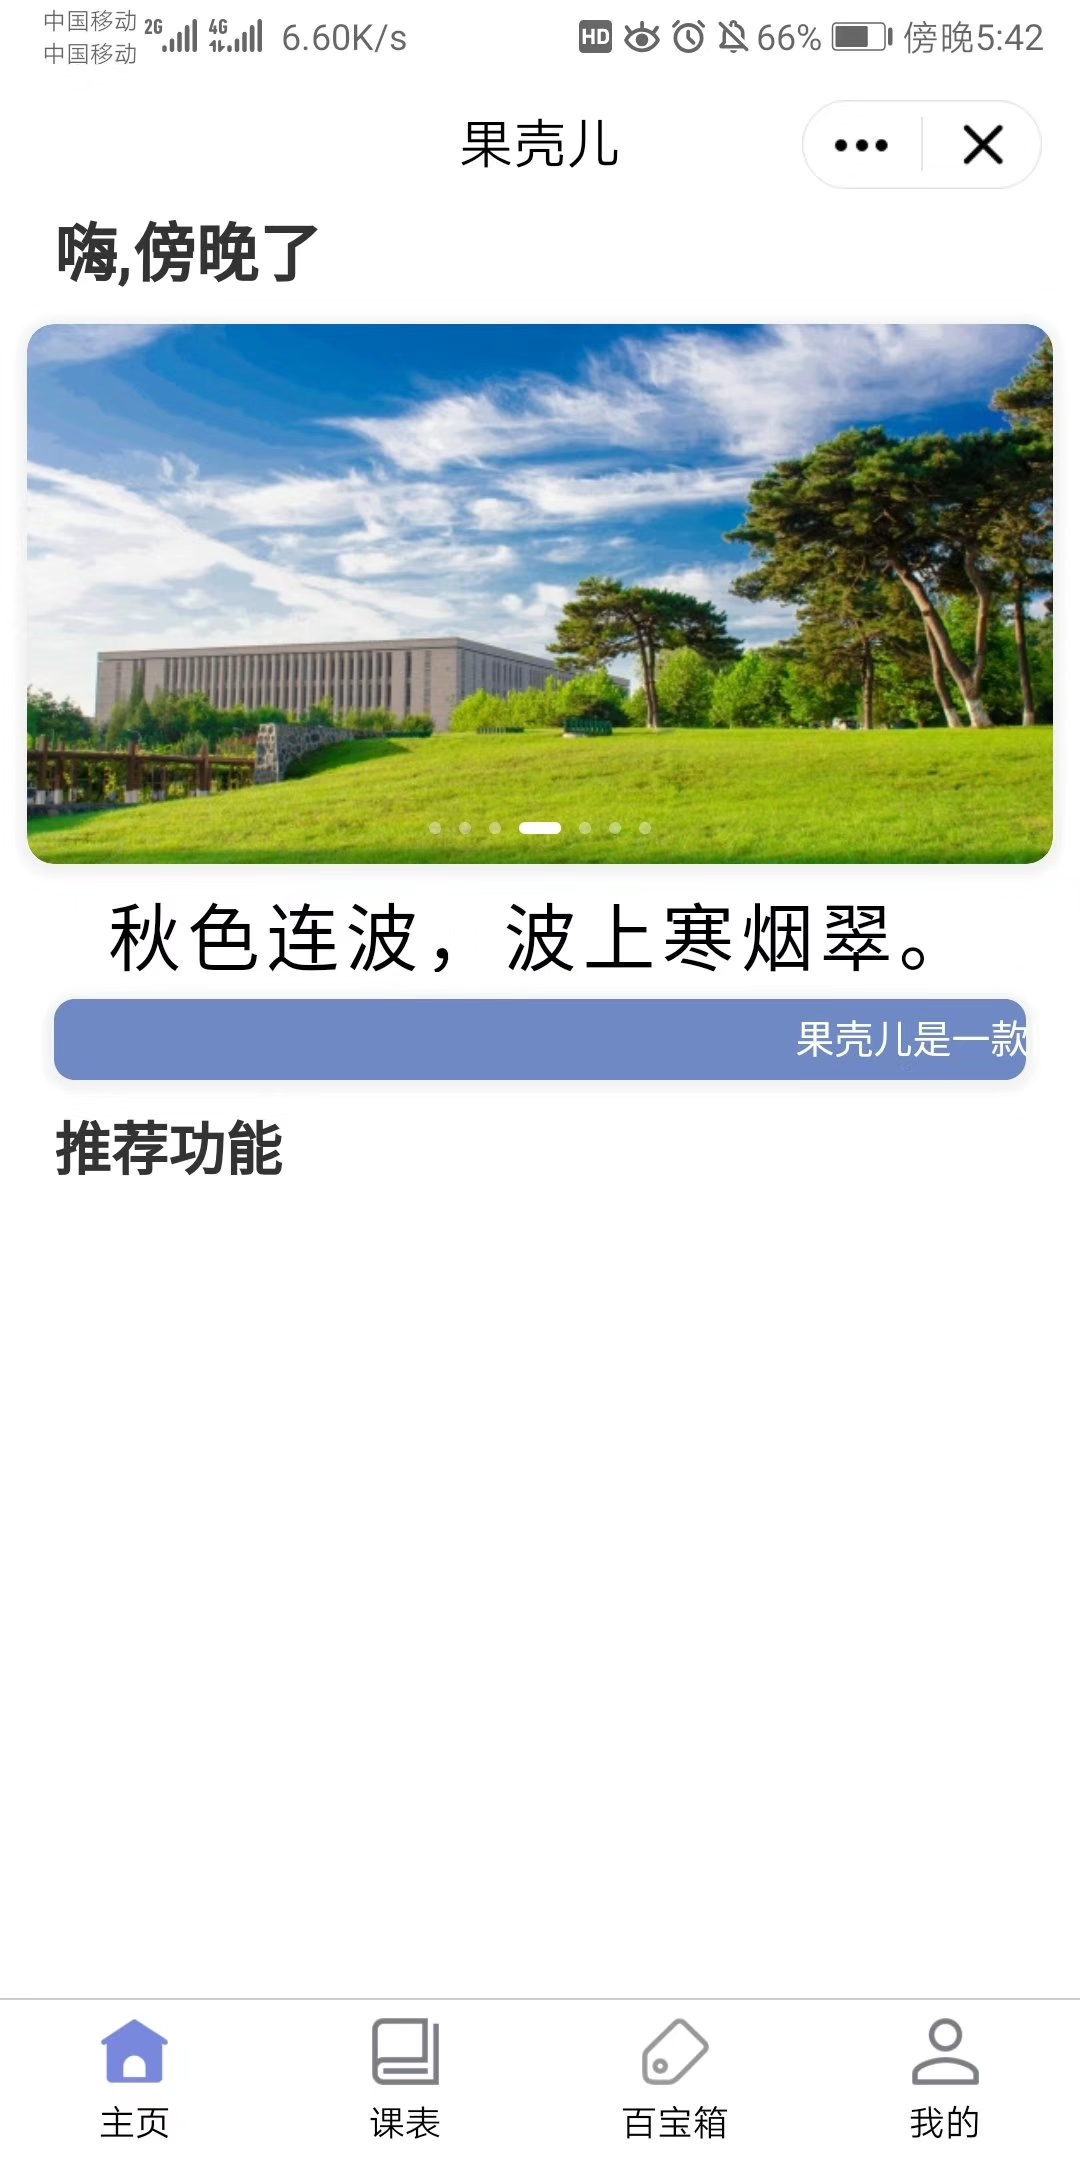 中国移动 2G 4G 6.60K/s HD 66% 傍晚5:42
中国移动
果壳儿
嗨,傍晚了
秋色连波，波上寒烟翠。
果壳儿是一款
推荐功能
主页 课表 百宝箱 我的